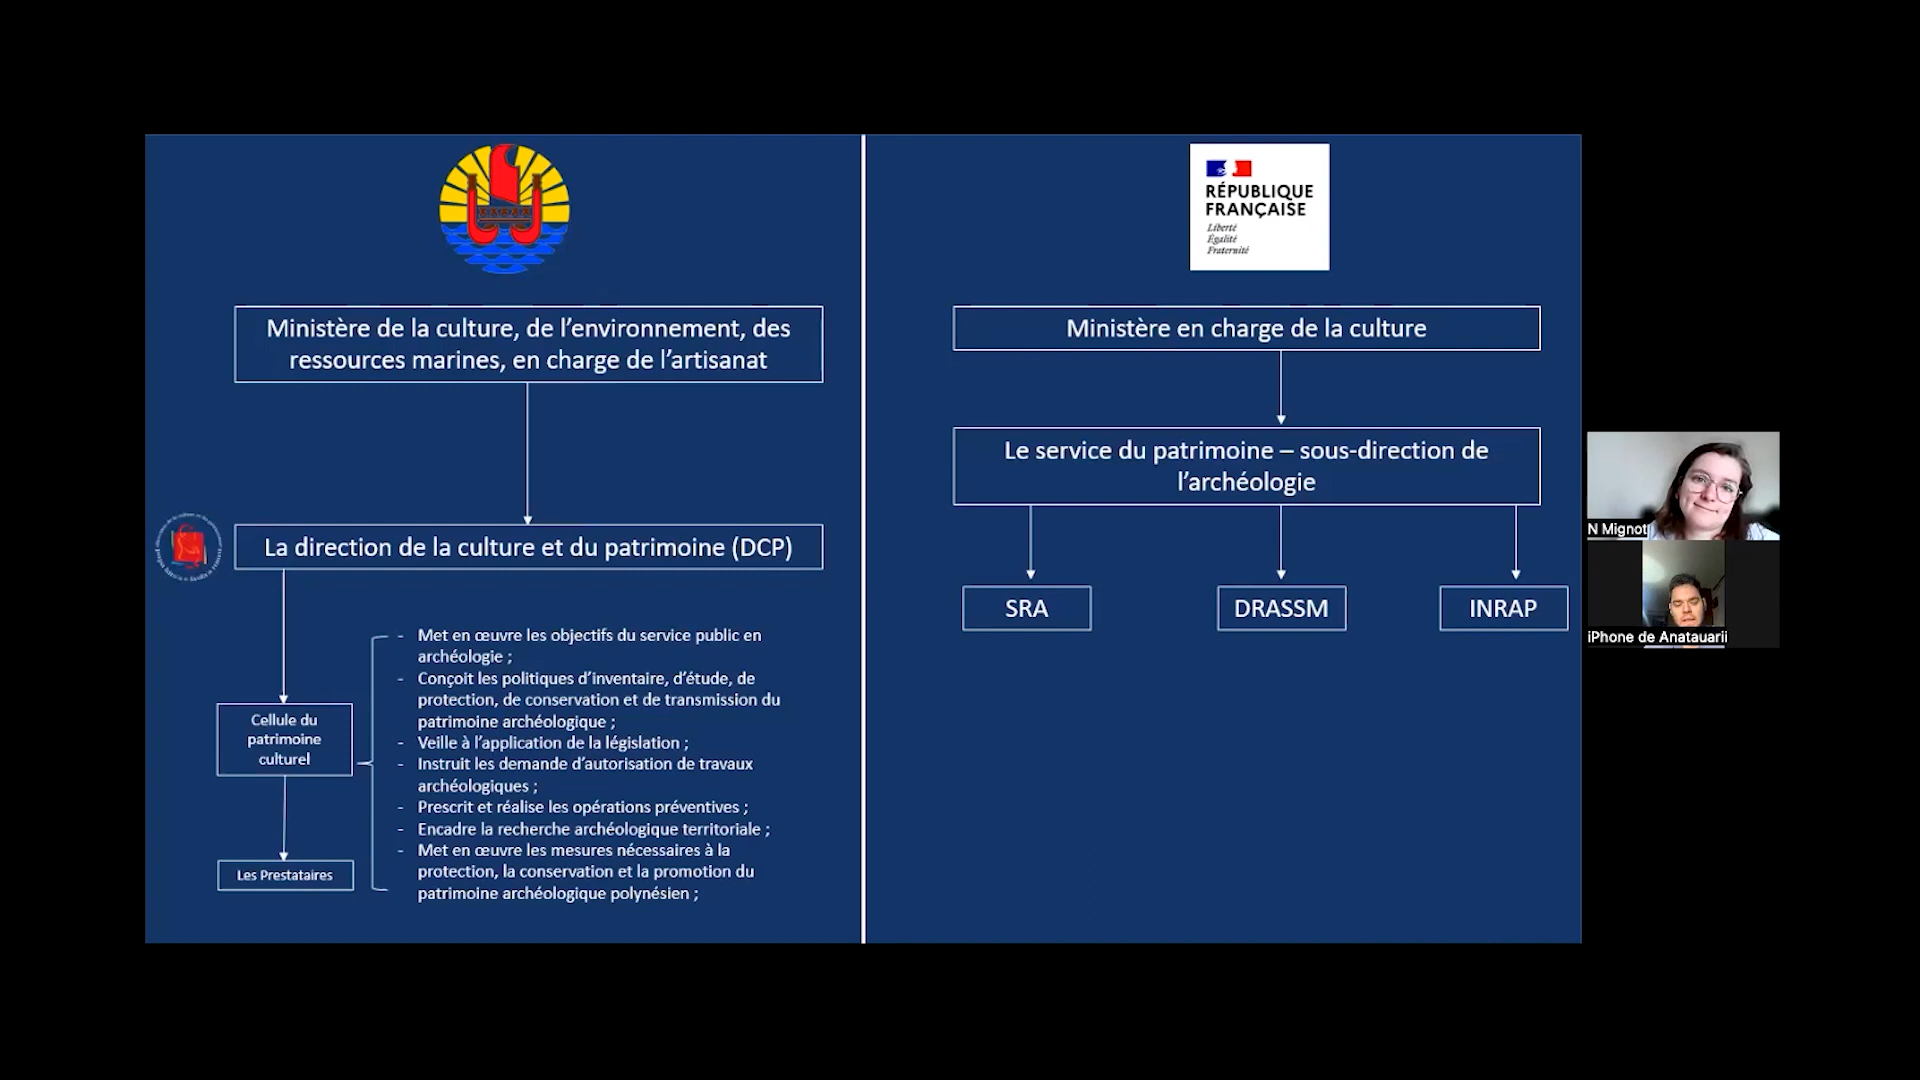 Ministère de la culture, de l’environnement, des
ressources marines, en charge de l’artisanat
La direction de la culture et du patrimoine (DCP)
Cellule du
patrimoine
culturel
Les Prestataires
- Met en œuvre les objectifs du service public en
archéologie ;
- Conçoit les politiques d’inventaire, d’étude, de
protection, de conservation et de transmission du
patrimoine archéologique ;
- Veille à l’application de la législation ;
- Instruit les demande d’autorisation de travaux
archéologiques ;
- Prescrit et réalise les opérations préventives ;
- Encadre la recherche archéologique territoriale ;
- Met en œuvre les mesures nécessaires à la
protection, la conservation et la promotion du
patrimoine archéologique polynésien ;
RÉPUBLIQUE
FRANÇAISE
Liberté
Égalité
Fraternité
Ministère en charge de la culture
Le service du patrimoine – sous-direction de
l’archéologie
SRA
DRASSM
INRAP
N Mignot
iPhone de Anatauarii